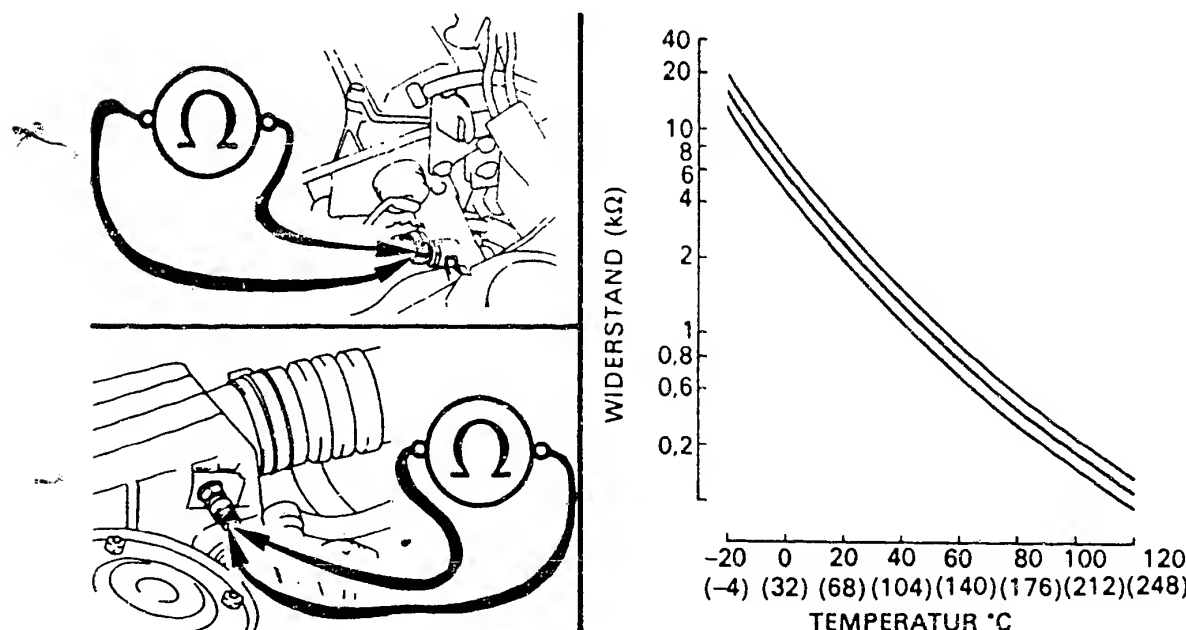 Ω
Ω
WIDERSTAND (kΩ)
40
20
10
8
6
4
2
1
0,8
0,6
0,2
-20 0 20 40 60 80 100 120
(-4) (32) (68) (104) (140) (176) (212) (248)
TEMPERATUR °C